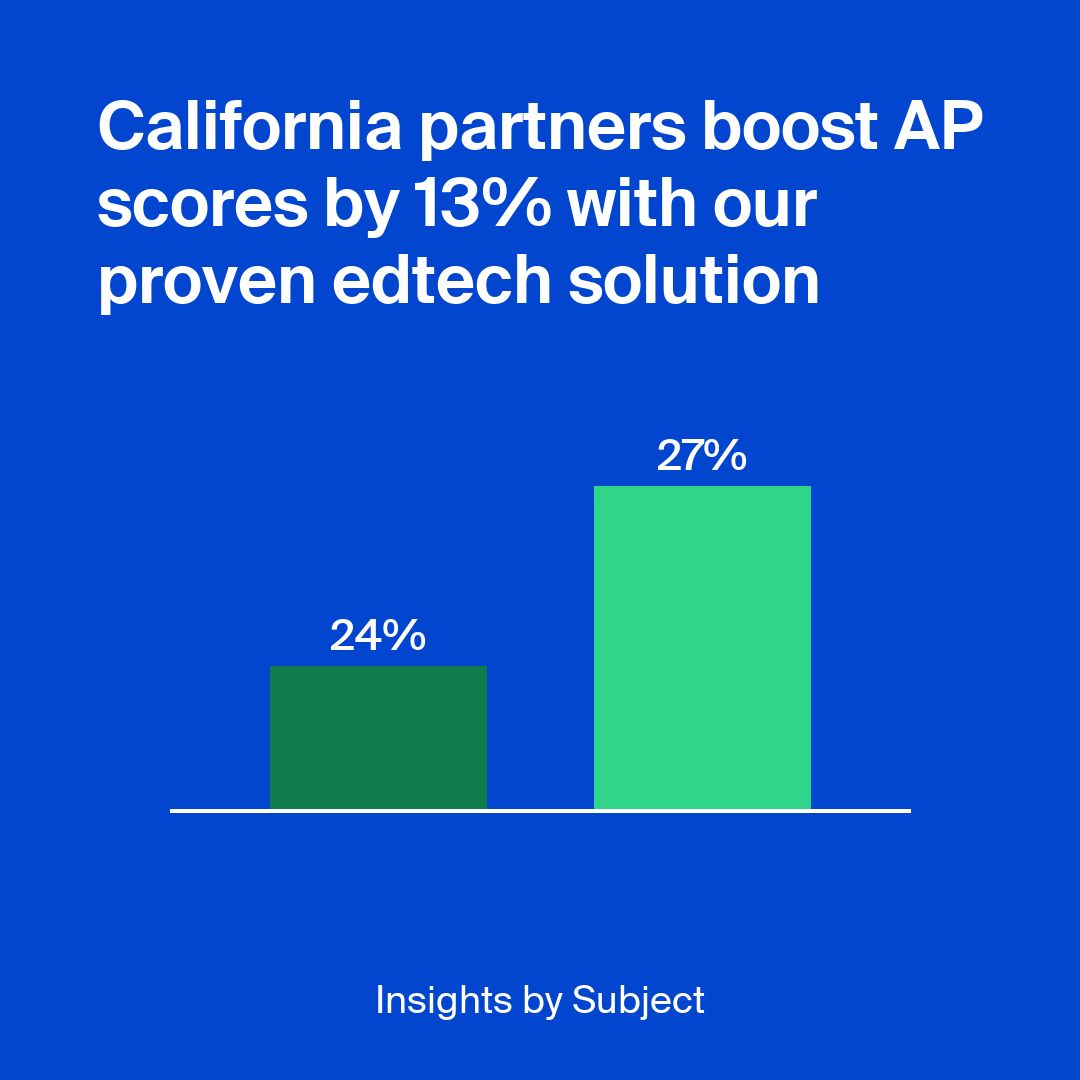 California partners boost AP
scores by 13% with our
proven edtech solution
27%
24%
Insights by Subject